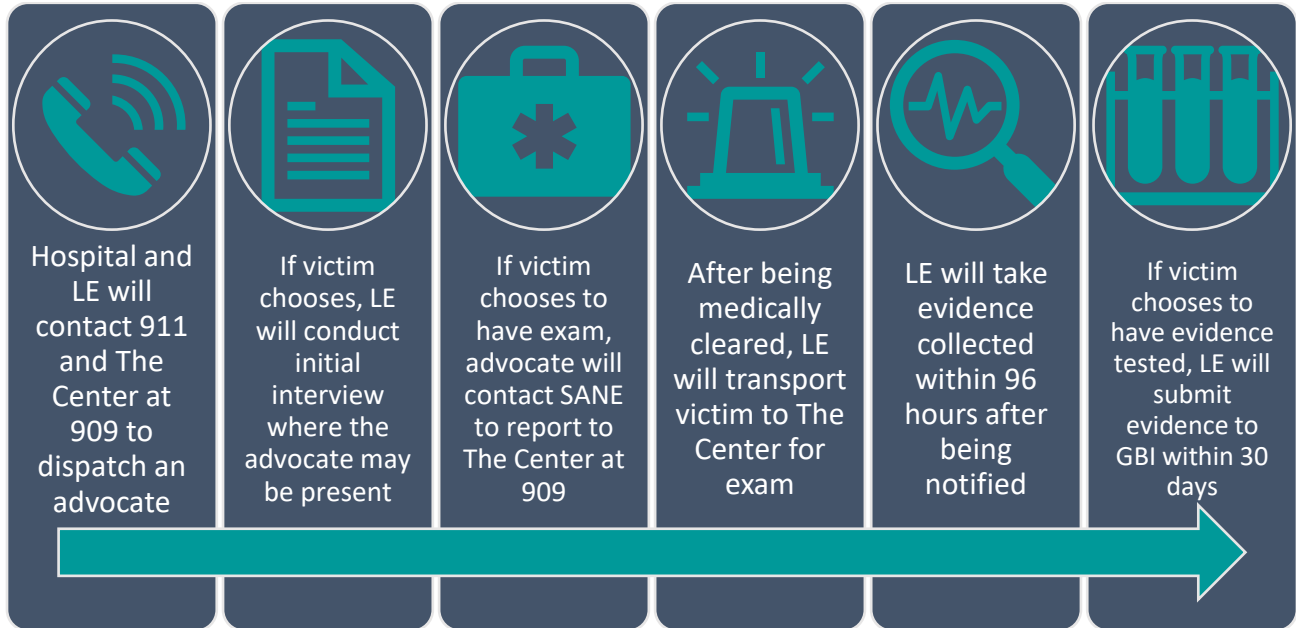 Hospital and
LE will
contact 911
and The
Center at
909 to
dispatch an
advocate
If victim
chooses, LE
will conduct
initial
interview
where the
advocate may
be present
If victim
chooses to
have exam,
advocate will
contact SANE
to report to
The Center at
909
After being
medically
cleared, LE
will transport
victim to The
Center for
exam
LE will take
evidence
collected
within 96
hours after
being
notified
If victim
chooses to
have evidence
tested, LE will
submit
evidence to
GBI within 30
days